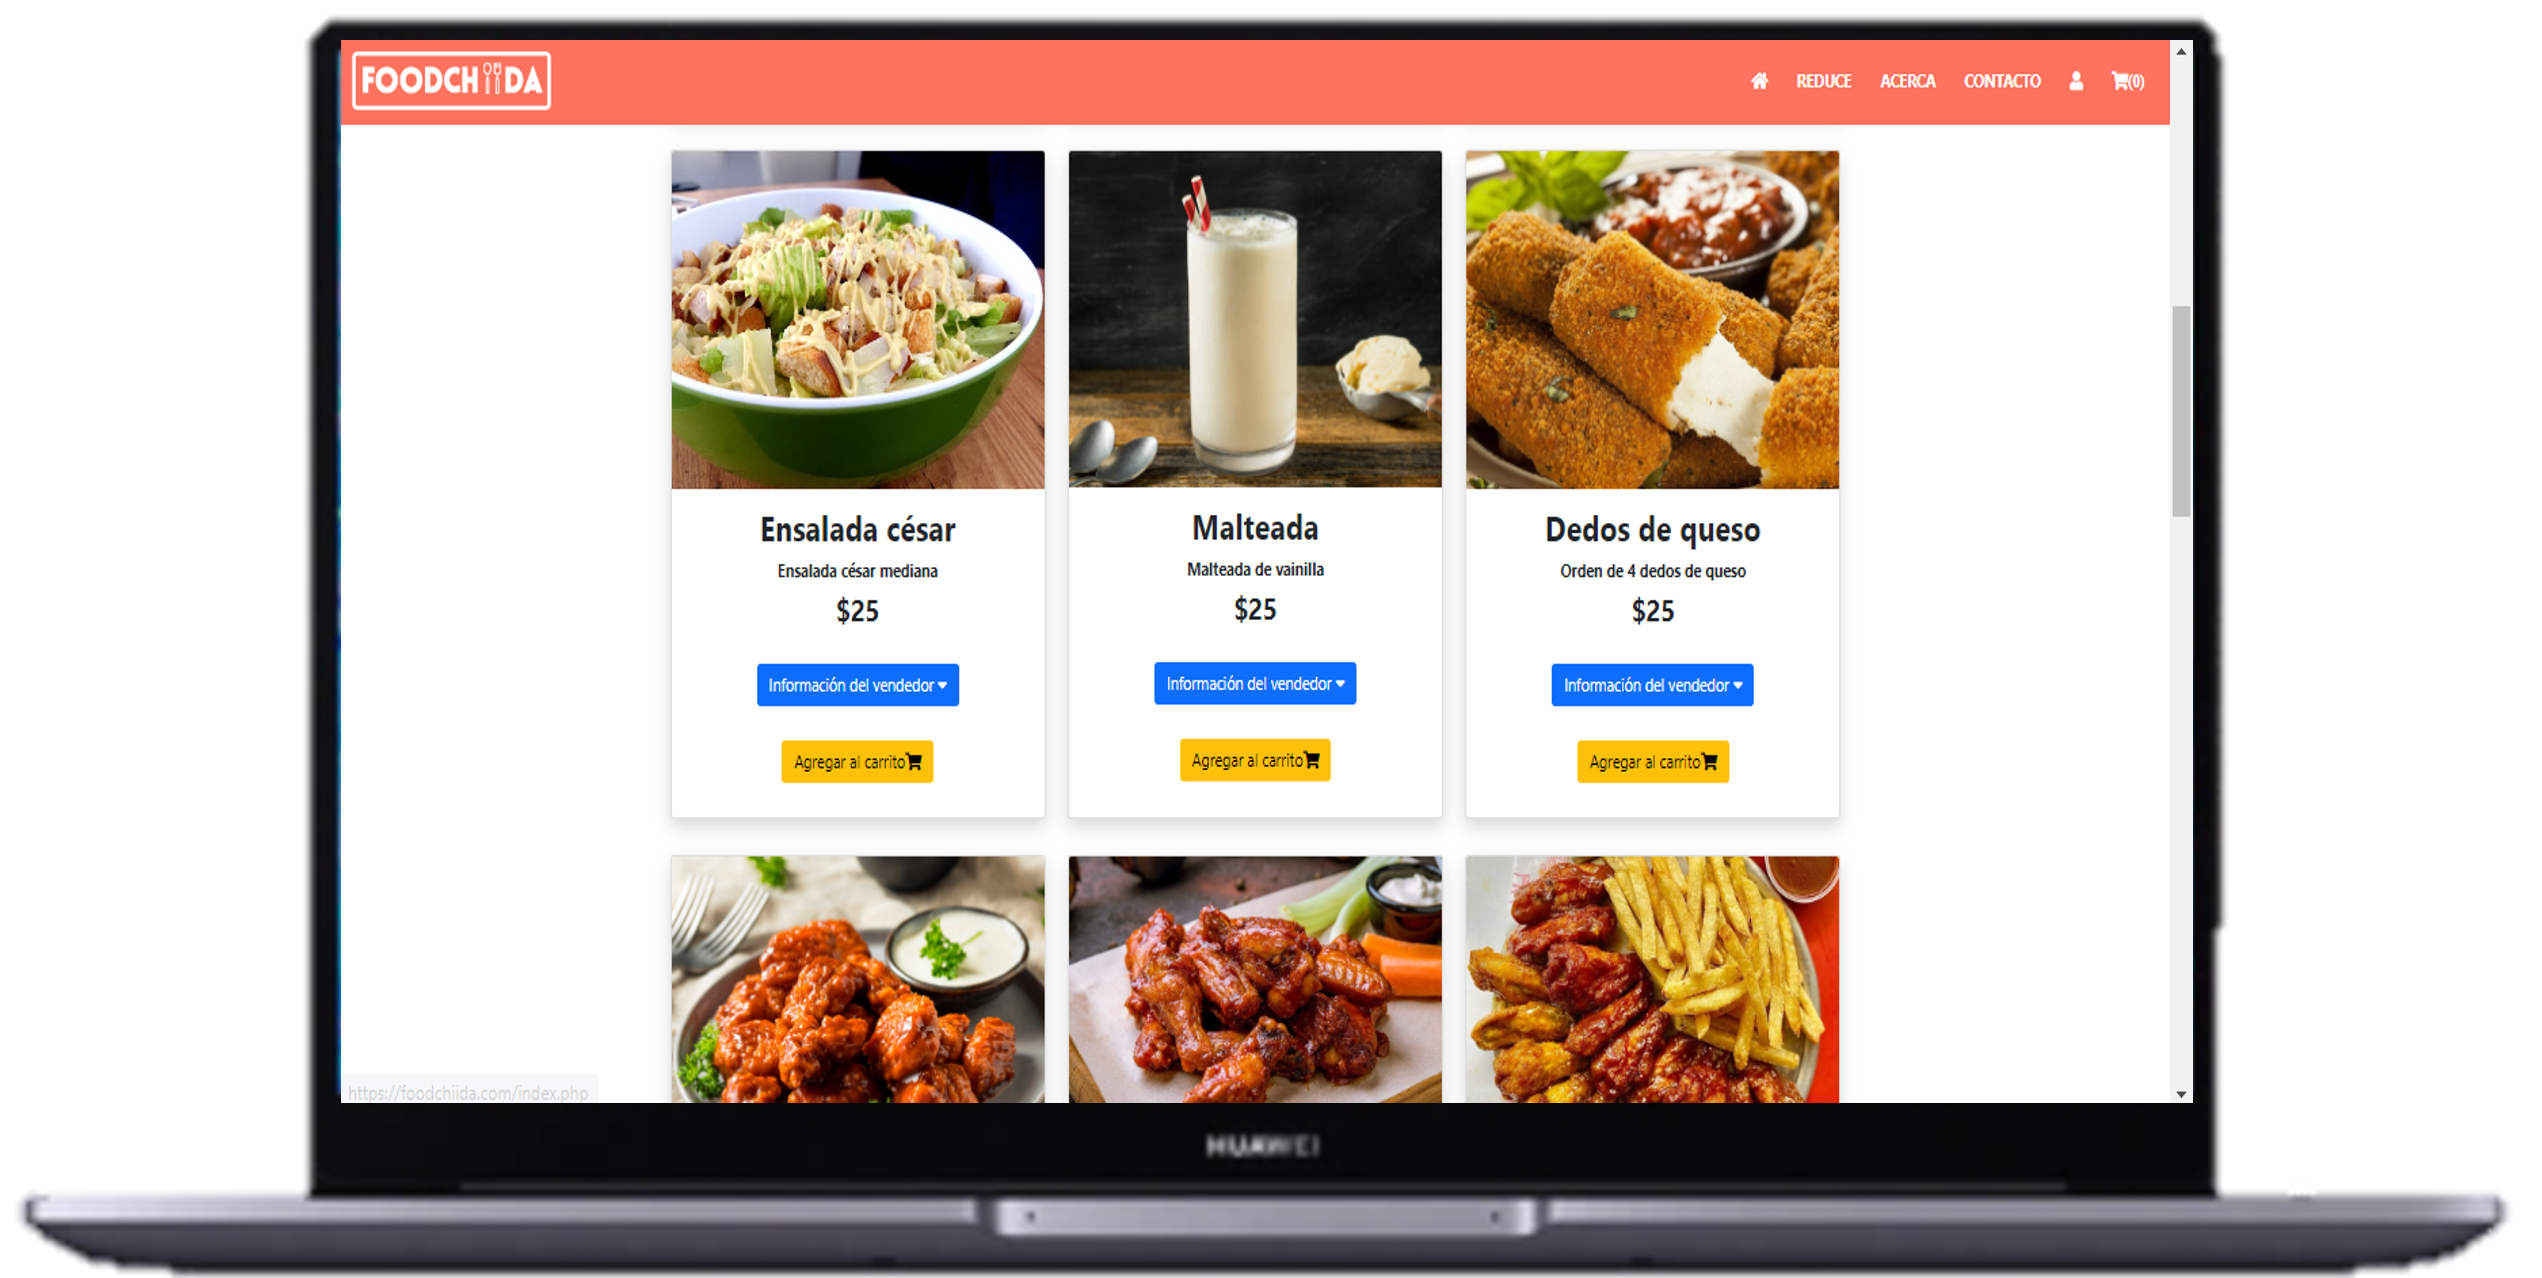 FOODCHIIDA
REDUCE ACERCA CONTACTO (0)
Ensalada césar
Ensalada césar mediana
$25
Información del vendedor
Agregar al carrito
Malteada
Malteada de vainilla
$25
Información del vendedor
Agregar al carrito
Dedos de queso
Orden de 4 dedos de queso
$25
Información del vendedor
Agregar al carrito
https://foodchiida.com/index.php
HUAWEI